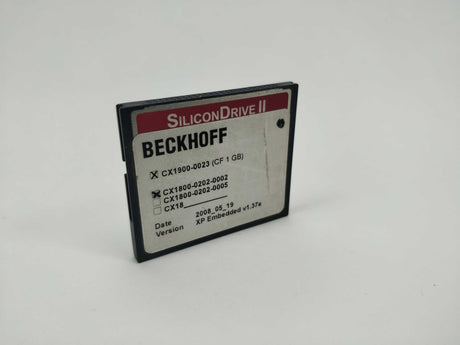 SILICONDRIVE II
BECKHOFF
X CX1900-0023 (CF 1 GB)
X CX1800-0202-0002
CX1800-0202-0005
CX18__________
Date 2008_05_19
Version XP Embedded v1.37a